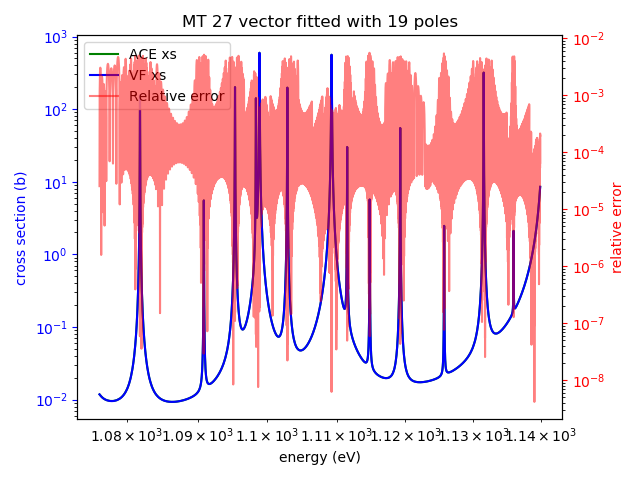 MT 27 vector fitted with 19 poles
ACE xs
VF xs
Relative error
cross section (b)
10³
10²
10¹
10⁰
10⁻¹
10⁻²
10⁻²
10⁻³
10⁻⁴
10⁻⁵
10⁻⁶
10⁻⁷
10⁻⁸
relative error
1.08 × 10³ 1.09 × 10³ 1.1 × 10³ 1.11 × 10³ 1.12 × 10³ 1.13 × 10³ 1.14 × 10³
energy (eV)